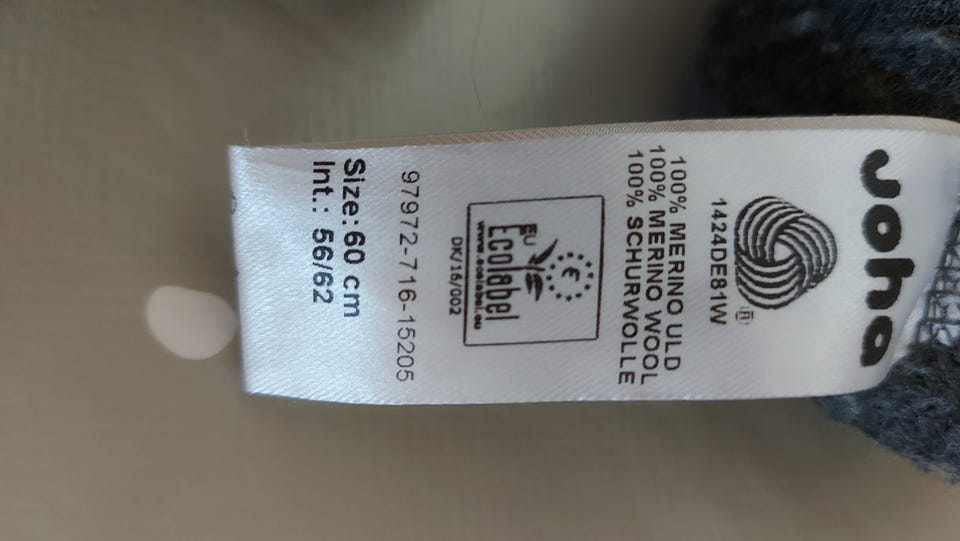 Joha
®
1424DE81W
100% MERINO ULD
100% MERINO WOOL
100% SCHURWOLLE
EU
Ecolabel
www.ecolabel.eu
DK/16/002
97972-716-15205
Size: 60 cm
Int.: 56/62